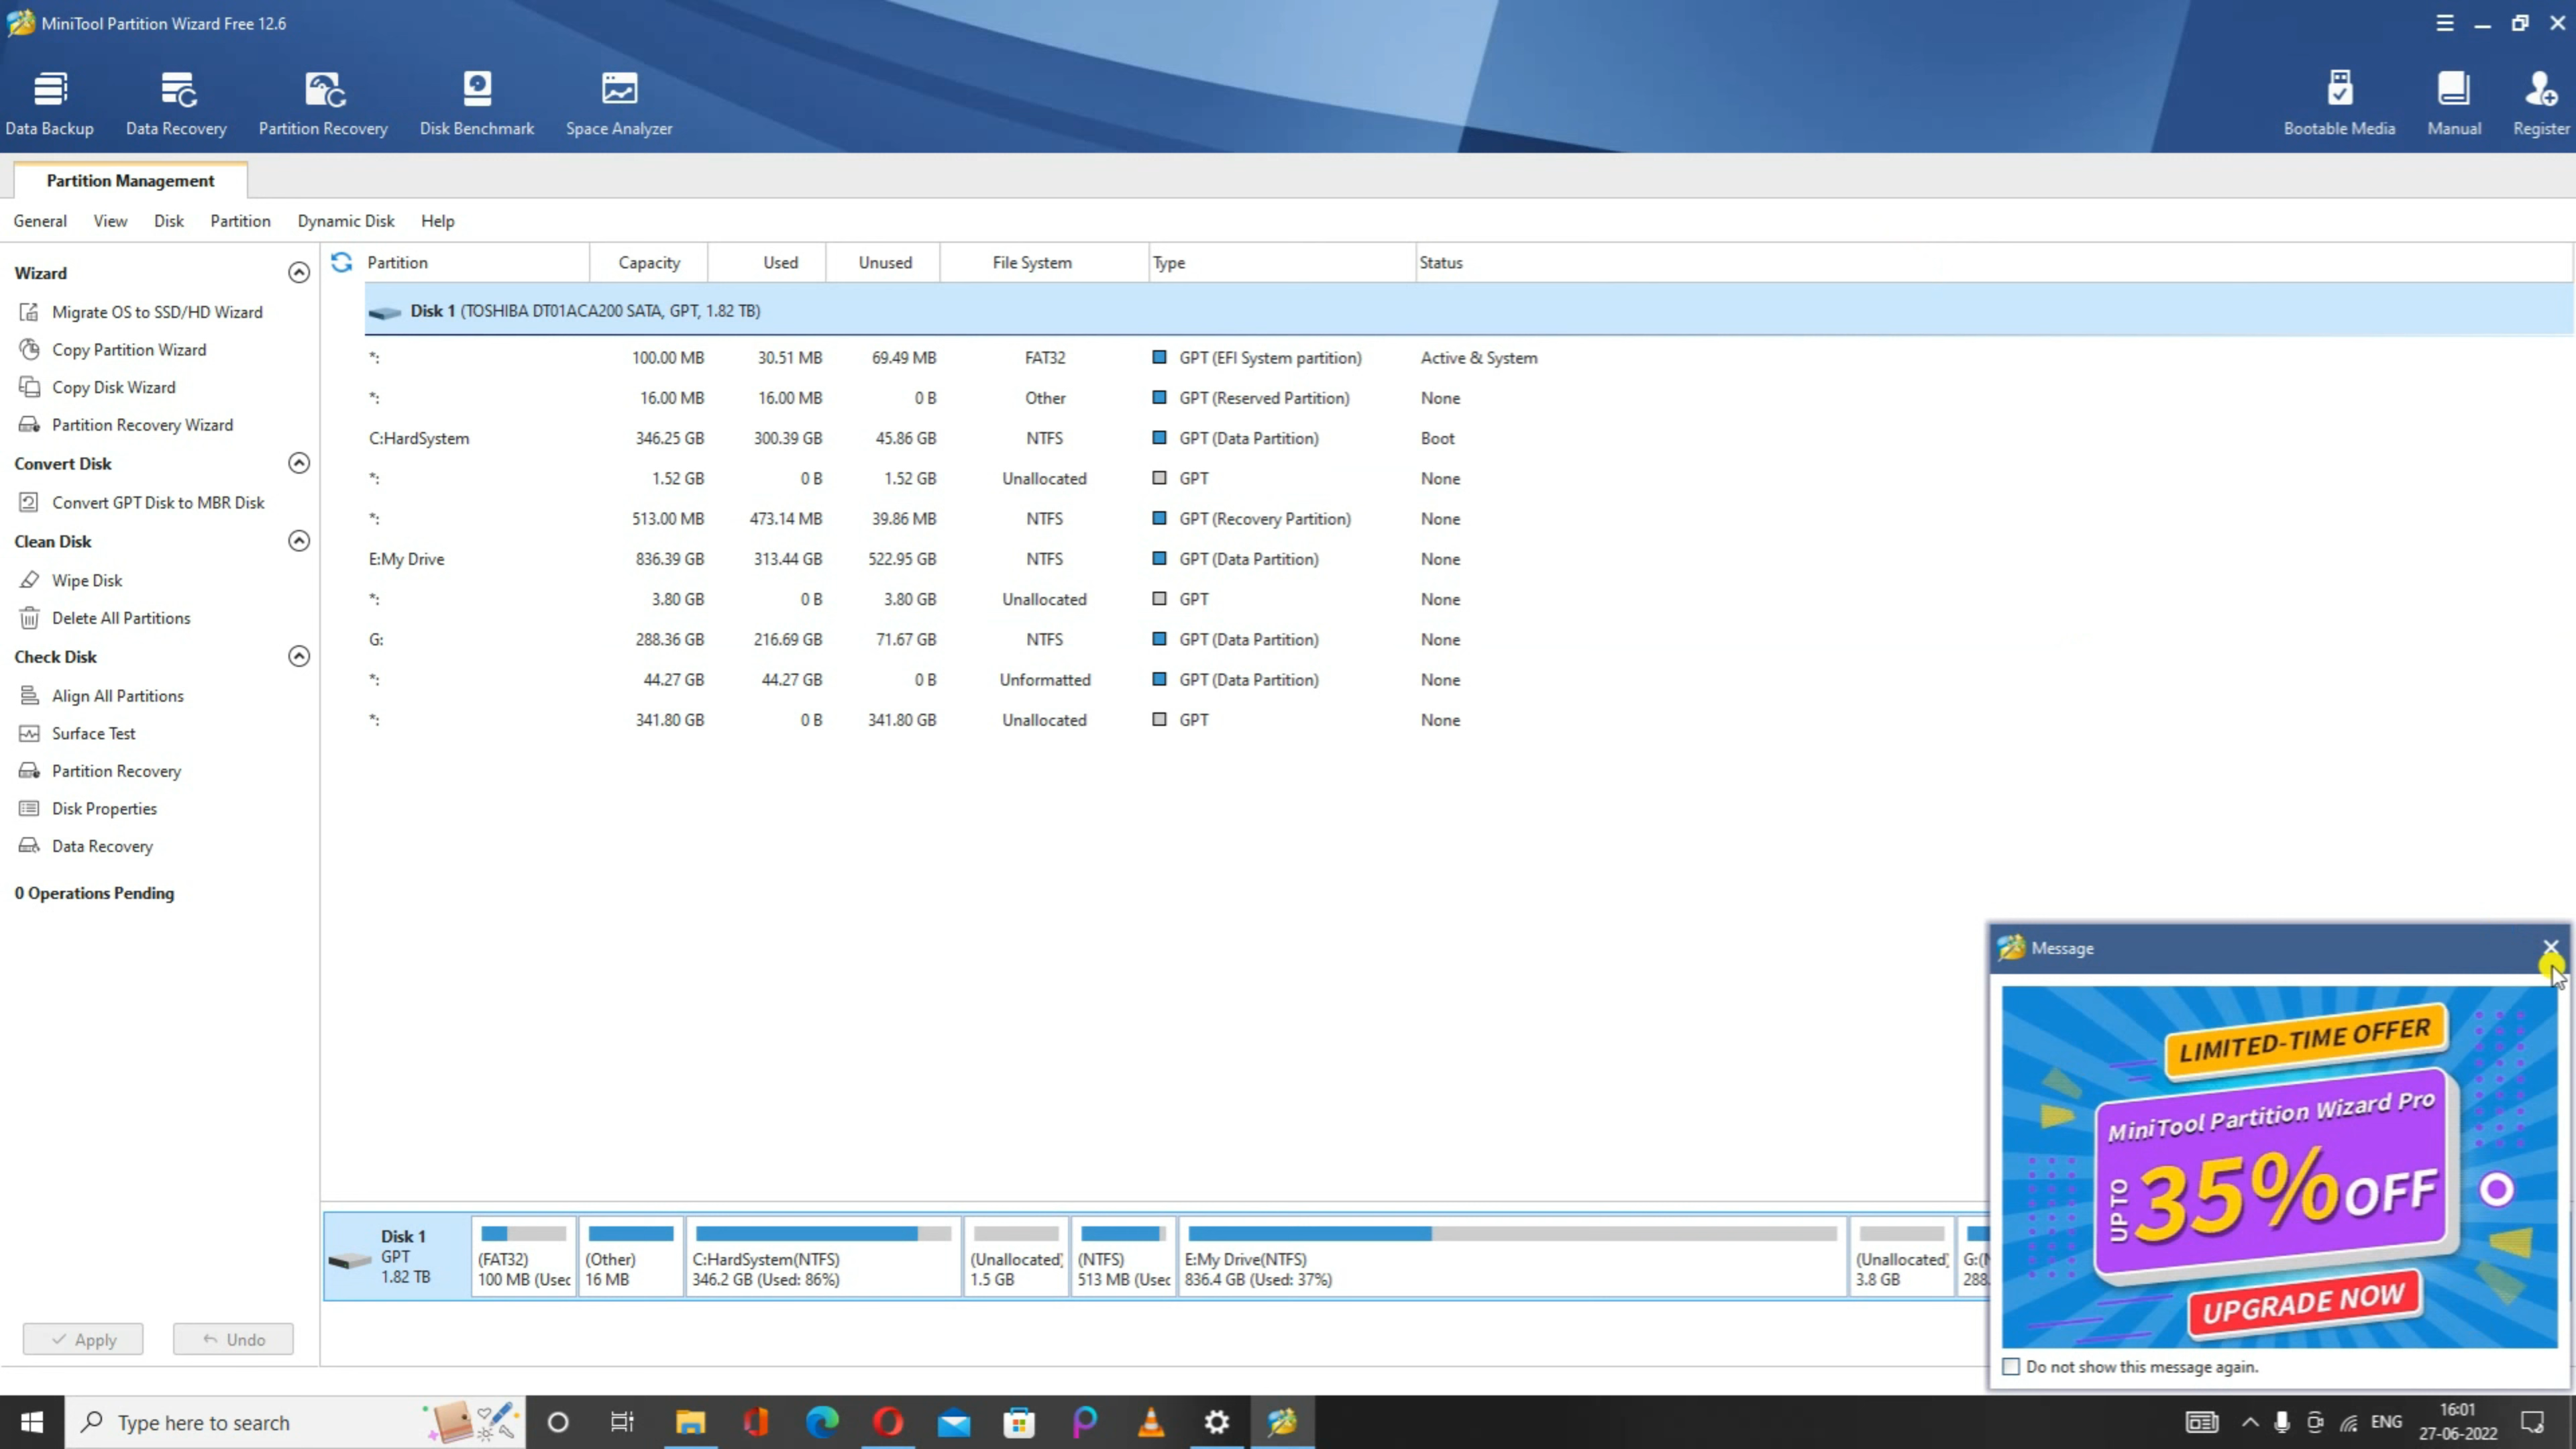 MiniTool Partition Wizard Free 12.6
Data Backup
Data Recovery
Partition Recovery
Disk Benchmark
Space Analyzer
Bootable Media
Manual
Register
Partition Management
General View Disk Partition Dynamic Disk Help
Wizard
Migrate OS to SSD/HD Wizard
Copy Partition Wizard
Copy Disk Wizard
Partition Recovery Wizard
Convert Disk
Convert GPT Disk to MBR Disk
Clean Disk
Wipe Disk
Delete All Partitions
Check Disk
Align All Partitions
Surface Test
Partition Recovery
Disk Properties
Data Recovery
0 Operations Pending
Apply Undo
Partition Capacity Used Unused File System Type Status
Disk 1 (TOSHIBA DT01ACA200 SATA, GPT, 1.82 TB)
*: 100.00 MB 30.51 MB 69.49 MB FAT32 GPT (EFI System partition) Active & System
*: 16.00 MB 16.00 MB 0 B Other GPT (Reserved Partition) None
C:HardSystem 346.25 GB 300.39 GB 45.86 GB NTFS GPT (Data Partition) Boot
*: 1.52 GB 0 B 1.52 GB Unallocated GPT None
*: 513.00 MB 473.14 MB 39.86 MB NTFS GPT (Recovery Partition) None
E:My Drive 836.39 GB 313.44 GB 522.95 GB NTFS GPT (Data Partition) None
*: 3.80 GB 0 B 3.80 GB Unallocated GPT None
G: 288.36 GB 216.69 GB 71.67 GB NTFS GPT (Data Partition) None
*: 44.27 GB 44.27 GB 0 B Unformatted GPT (Data Partition) None
*: 341.80 GB 0 B 341.80 GB Unallocated GPT None
Disk 1
GPT
1.82 TB
(FAT32)
100 MB (Used
(Other)
16 MB
C:HardSystem(NTFS)
346.2 GB (Used: 86%)
(Unallocated)
1.5 GB
(NTFS)
513 MB (Used
E:My Drive(NTFS)
836.4 GB (Used: 37%)
(Unallocated)
3.8 GB
G:(N
288.
Message
LIMITED-TIME OFFER
MiniTool Partition Wizard Pro
UP TO 35% OFF
UPGRADE NOW
Do not show this message again.
Type here to search
ENG
16:01
27-06-2022